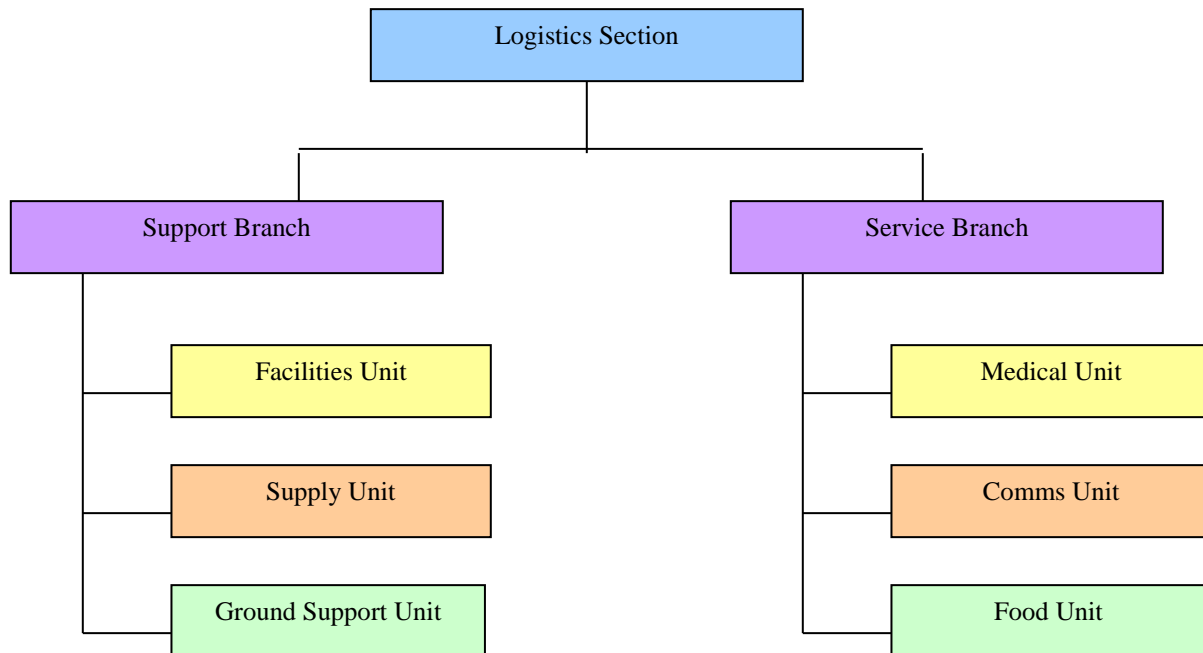 Logistics Section
Support Branch
Service Branch
Facilities Unit
Medical Unit
Supply Unit
Comms Unit
Ground Support Unit
Food Unit